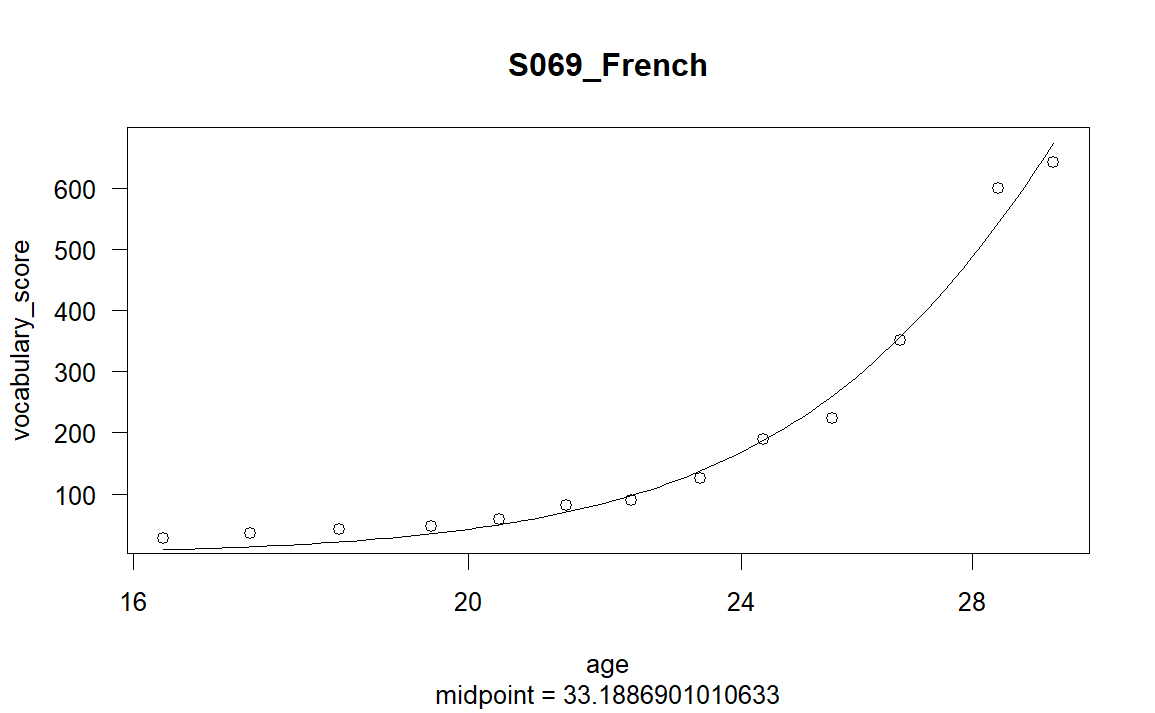 S069_French
vocabulary_score
600
500
400
300
200
100
16 20 24 28
age
midpoint = 33.1886901010633